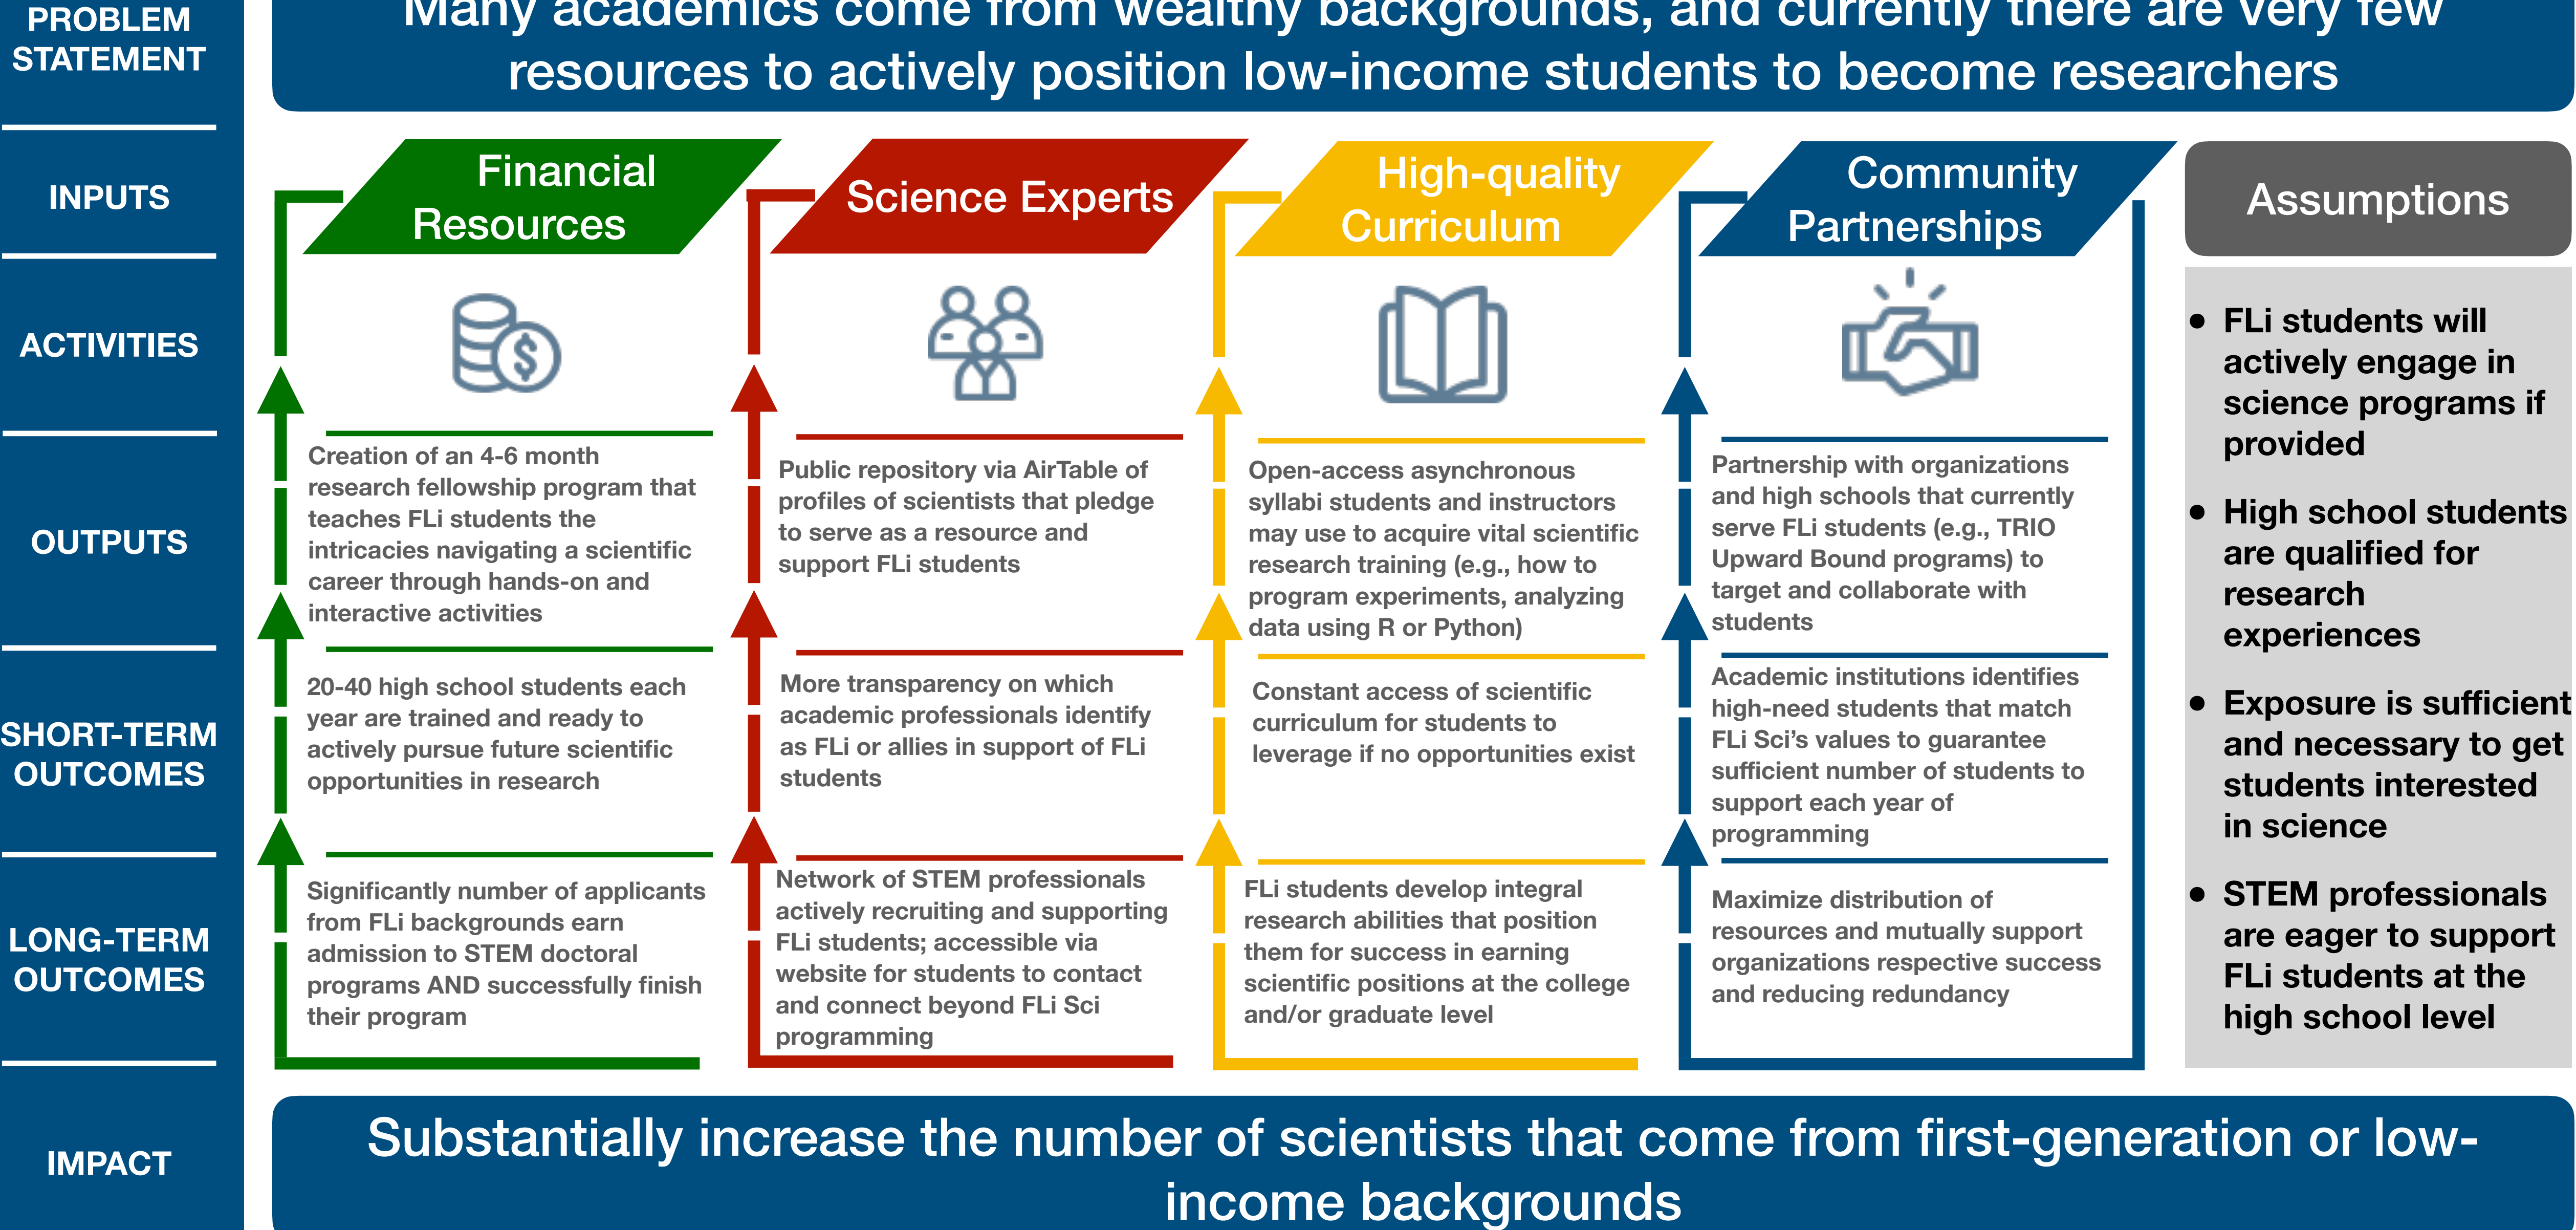 PROBLEM
STATEMENT
Many academics come from wealthy backgrounds, and currently there are very few
resources to actively position low-income students to become researchers
INPUTS
Financial
Resources
Science Experts
High-quality
Curriculum
Community
Partnerships
Assumptions
ACTIVITIES
$
OUTPUTS
Creation of an 4-6 month
research fellowship program that
teaches FLi students the
intricacies navigating a scientific
career through hands-on and
interactive activities
Public repository via AirTable of
profiles of scientists that pledge
to serve as a resource and
support FLi students
Open-access asynchronous
syllabi students and instructors
may use to acquire vital scientific
research training (e.g., how to
program experiments, analyzing
data using R or Python)
Partnership with organizations
and high schools that currently
serve FLi students (e.g., TRIO
Upward Bound programs) to
target and collaborate with
students
SHORT-TERM
OUTCOMES
20-40 high school students each
year are trained and ready to
actively pursue future scientific
opportunities in research
More transparency on which
academic professionals identify
as FLi or allies in support of FLi
students
Constant access of scientific
curriculum for students to
leverage if no opportunities exist
Academic institutions identifies
high-need students that match
FLi Sci’s values to guarantee
sufficient number of students to
support each year of
programming
LONG-TERM
OUTCOMES
Significantly number of applicants
from FLi backgrounds earn
admission to STEM doctoral
programs AND successfully finish
their program
Network of STEM professionals
actively recruiting and supporting
FLi students; accessible via
website for students to contact
and connect beyond FLi Sci
programming
FLi students develop integral
research abilities that position
them for success in earning
scientific positions at the college
and/or graduate level
Maximize distribution of
resources and mutually support
organizations respective success
and reducing redundancy
• FLi students will
actively engage in
science programs if
provided
• High school students
are qualified for
research
experiences
• Exposure is sufficient
and necessary to get
students interested
in science
• STEM professionals
are eager to support
FLi students at the
high school level
IMPACT
Substantially increase the number of scientists that come from first-generation or low-
income backgrounds